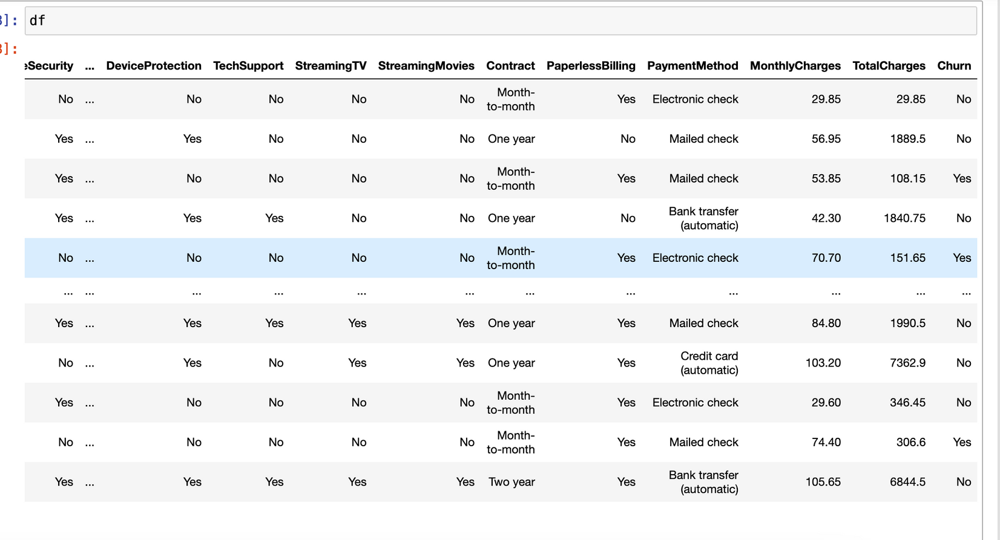 3]: df
3]:
eSecurity ... DeviceProtection TechSupport StreamingTV StreamingMovies Contract PaperlessBilling PaymentMethod MonthlyCharges TotalCharges Churn
No ... No No No No Month-to-month Yes Electronic check 29.85 29.85 No
Yes ... Yes No No No One year No Mailed check 56.95 1889.5 No
Yes ... No No No No Month-to-month Yes Mailed check 53.85 108.15 Yes
Yes ... Yes Yes No No One year No Bank transfer (automatic) 42.30 1840.75 No
No ... No No No No Month-to-month Yes Electronic check 70.70 151.65 Yes
... ... ... ... ... ... ... ... ... ... ... ...
Yes ... Yes Yes Yes Yes One year Yes Mailed check 84.80 1990.5 No
No ... Yes No Yes Yes One year Yes Credit card (automatic) 103.20 7362.9 No
Yes ... No No No No Month-to-month Yes Electronic check 29.60 346.45 No
No ... No No No No Month-to-month Yes Mailed check 74.40 306.6 Yes
Yes ... Yes Yes Yes Yes Two year Yes Bank transfer (automatic) 105.65 6844.5 No